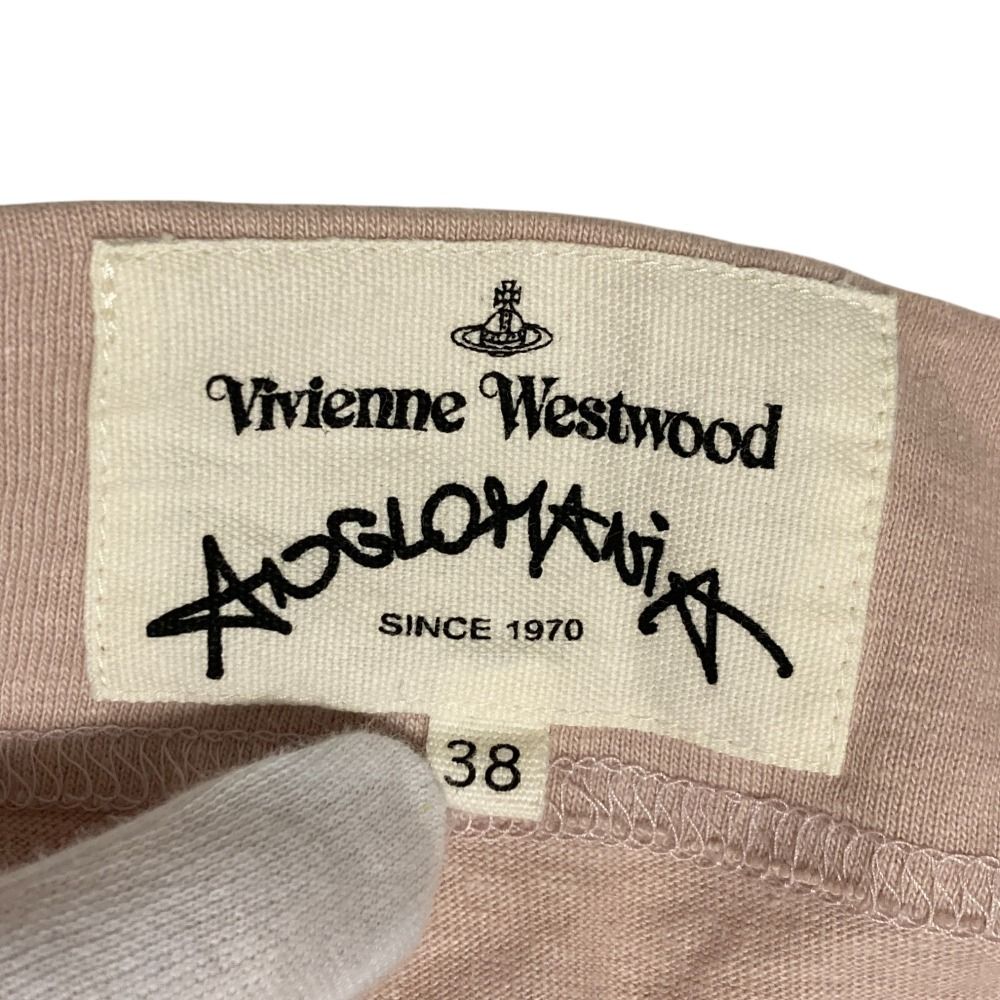 Vivienne Westwood
ANGLOMANiA
SINCE 1970
38